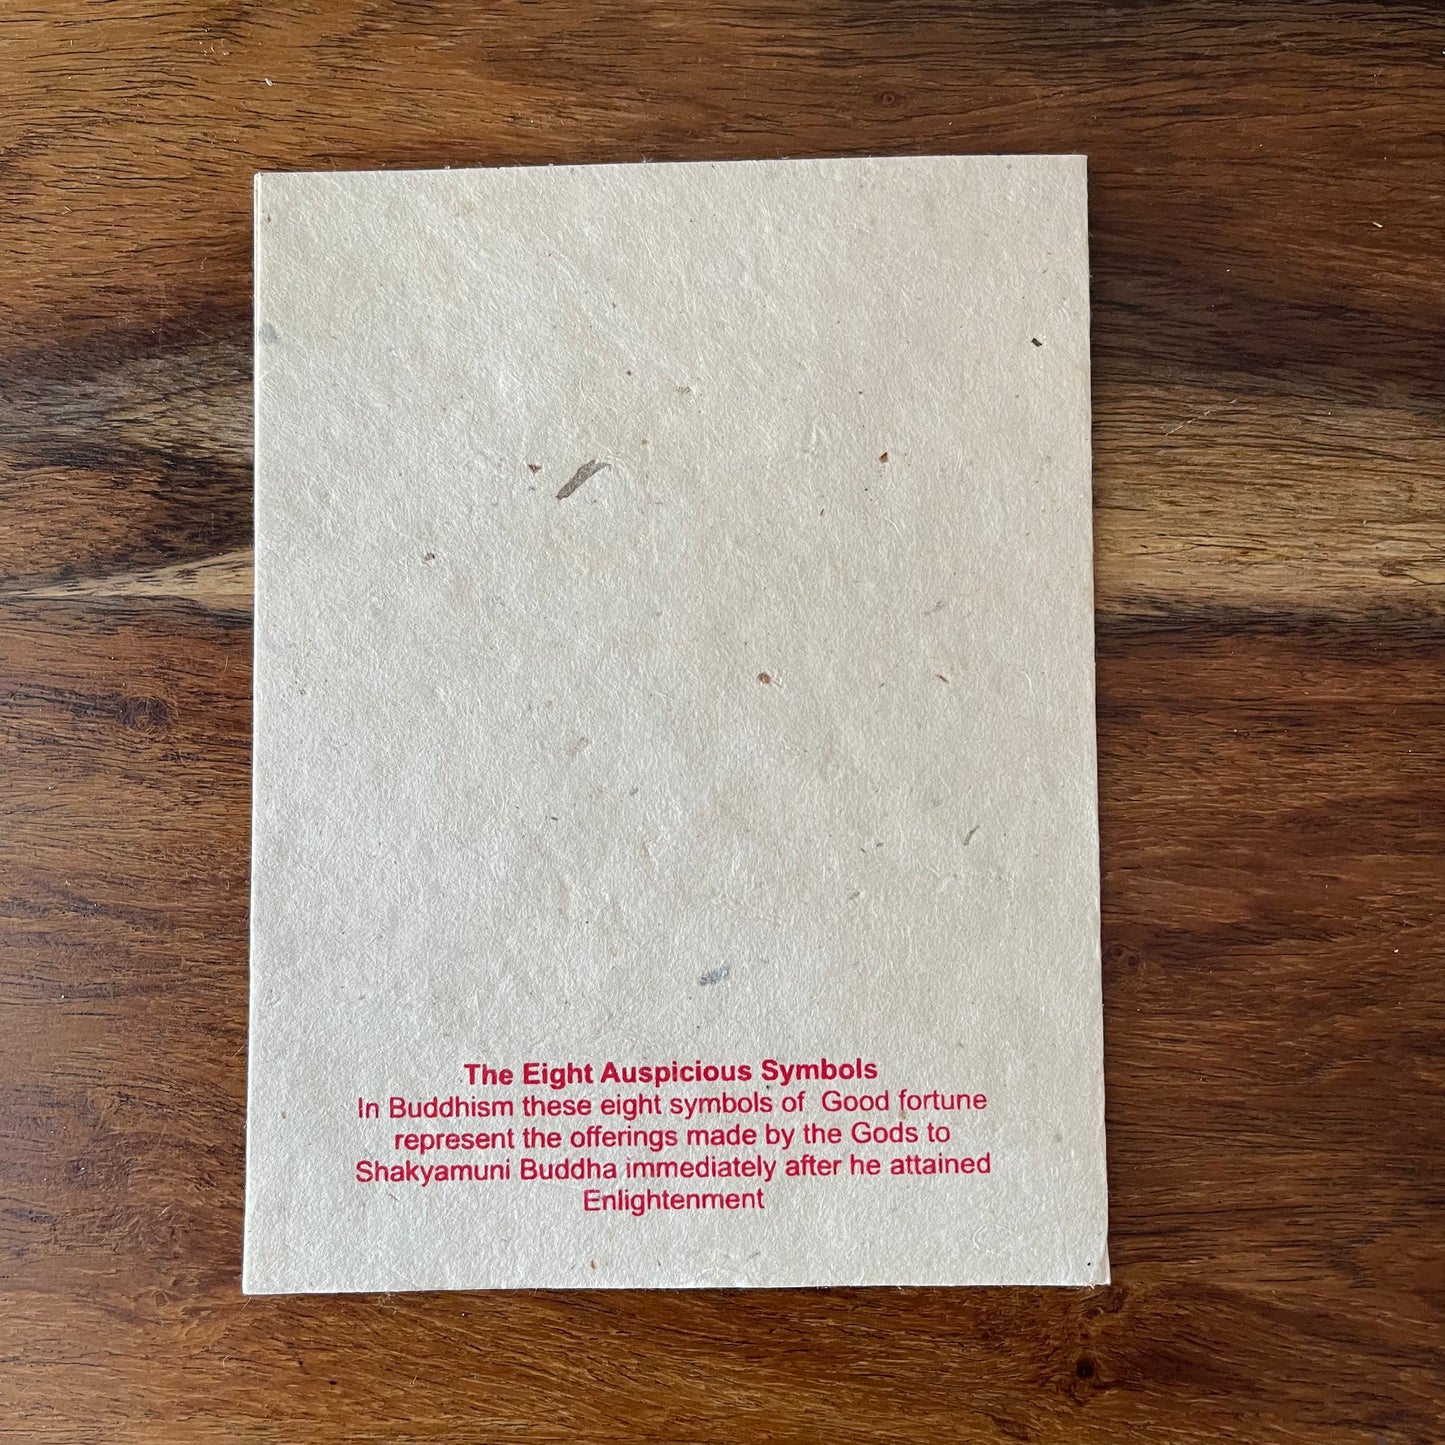 The Eight Auspicious Symbols
In Buddhism these eight symbols of  Good fortune
represent the offerings made by the Gods to
Shakyamuni Buddha immediately after he attained
Enlightenment